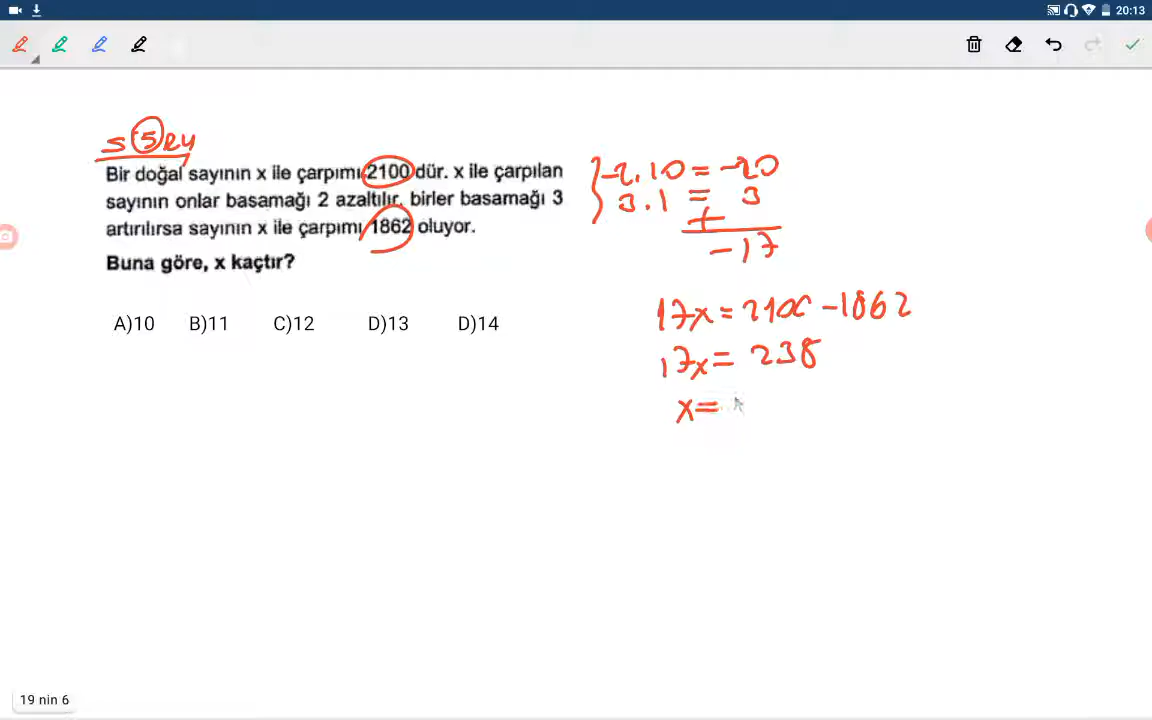 20:13
s 5 ey
Bir doğal sayının x ile çarpımı 2100 dür. x ile çarpılan
sayının onlar basamağı 2 azaltılır, birler basamağı 3
artırılırsa sayının x ile çarpımı 1862 oluyor.
Buna göre, x kaçtır?
A)10 B)11 C)12 D)13 D)14
-2.10 = -20
3.1 = 3
+
-17
17x = 2100 - 1862
17x = 238
x =
19 nin 6